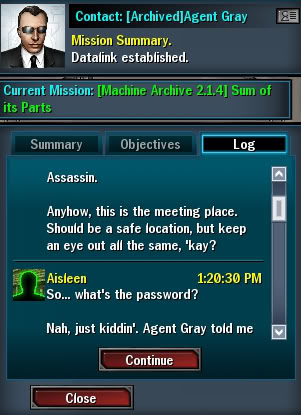 Contact: [Archived]Agent Gray
Mission Summary.
Datalink established.
Current Mission: [Machine Archive 2.1.4] Sum of
its Parts
Summary
Objectives
Log
Assassin.
Anyhow, this is the meeting place.
Should be a safe location, but keep
an eye out all the same, 'kay?
Aisleen
1:20:30 PM
So... what's the password?
Nah, just kiddin'. Agent Gray told me
Continue
Close